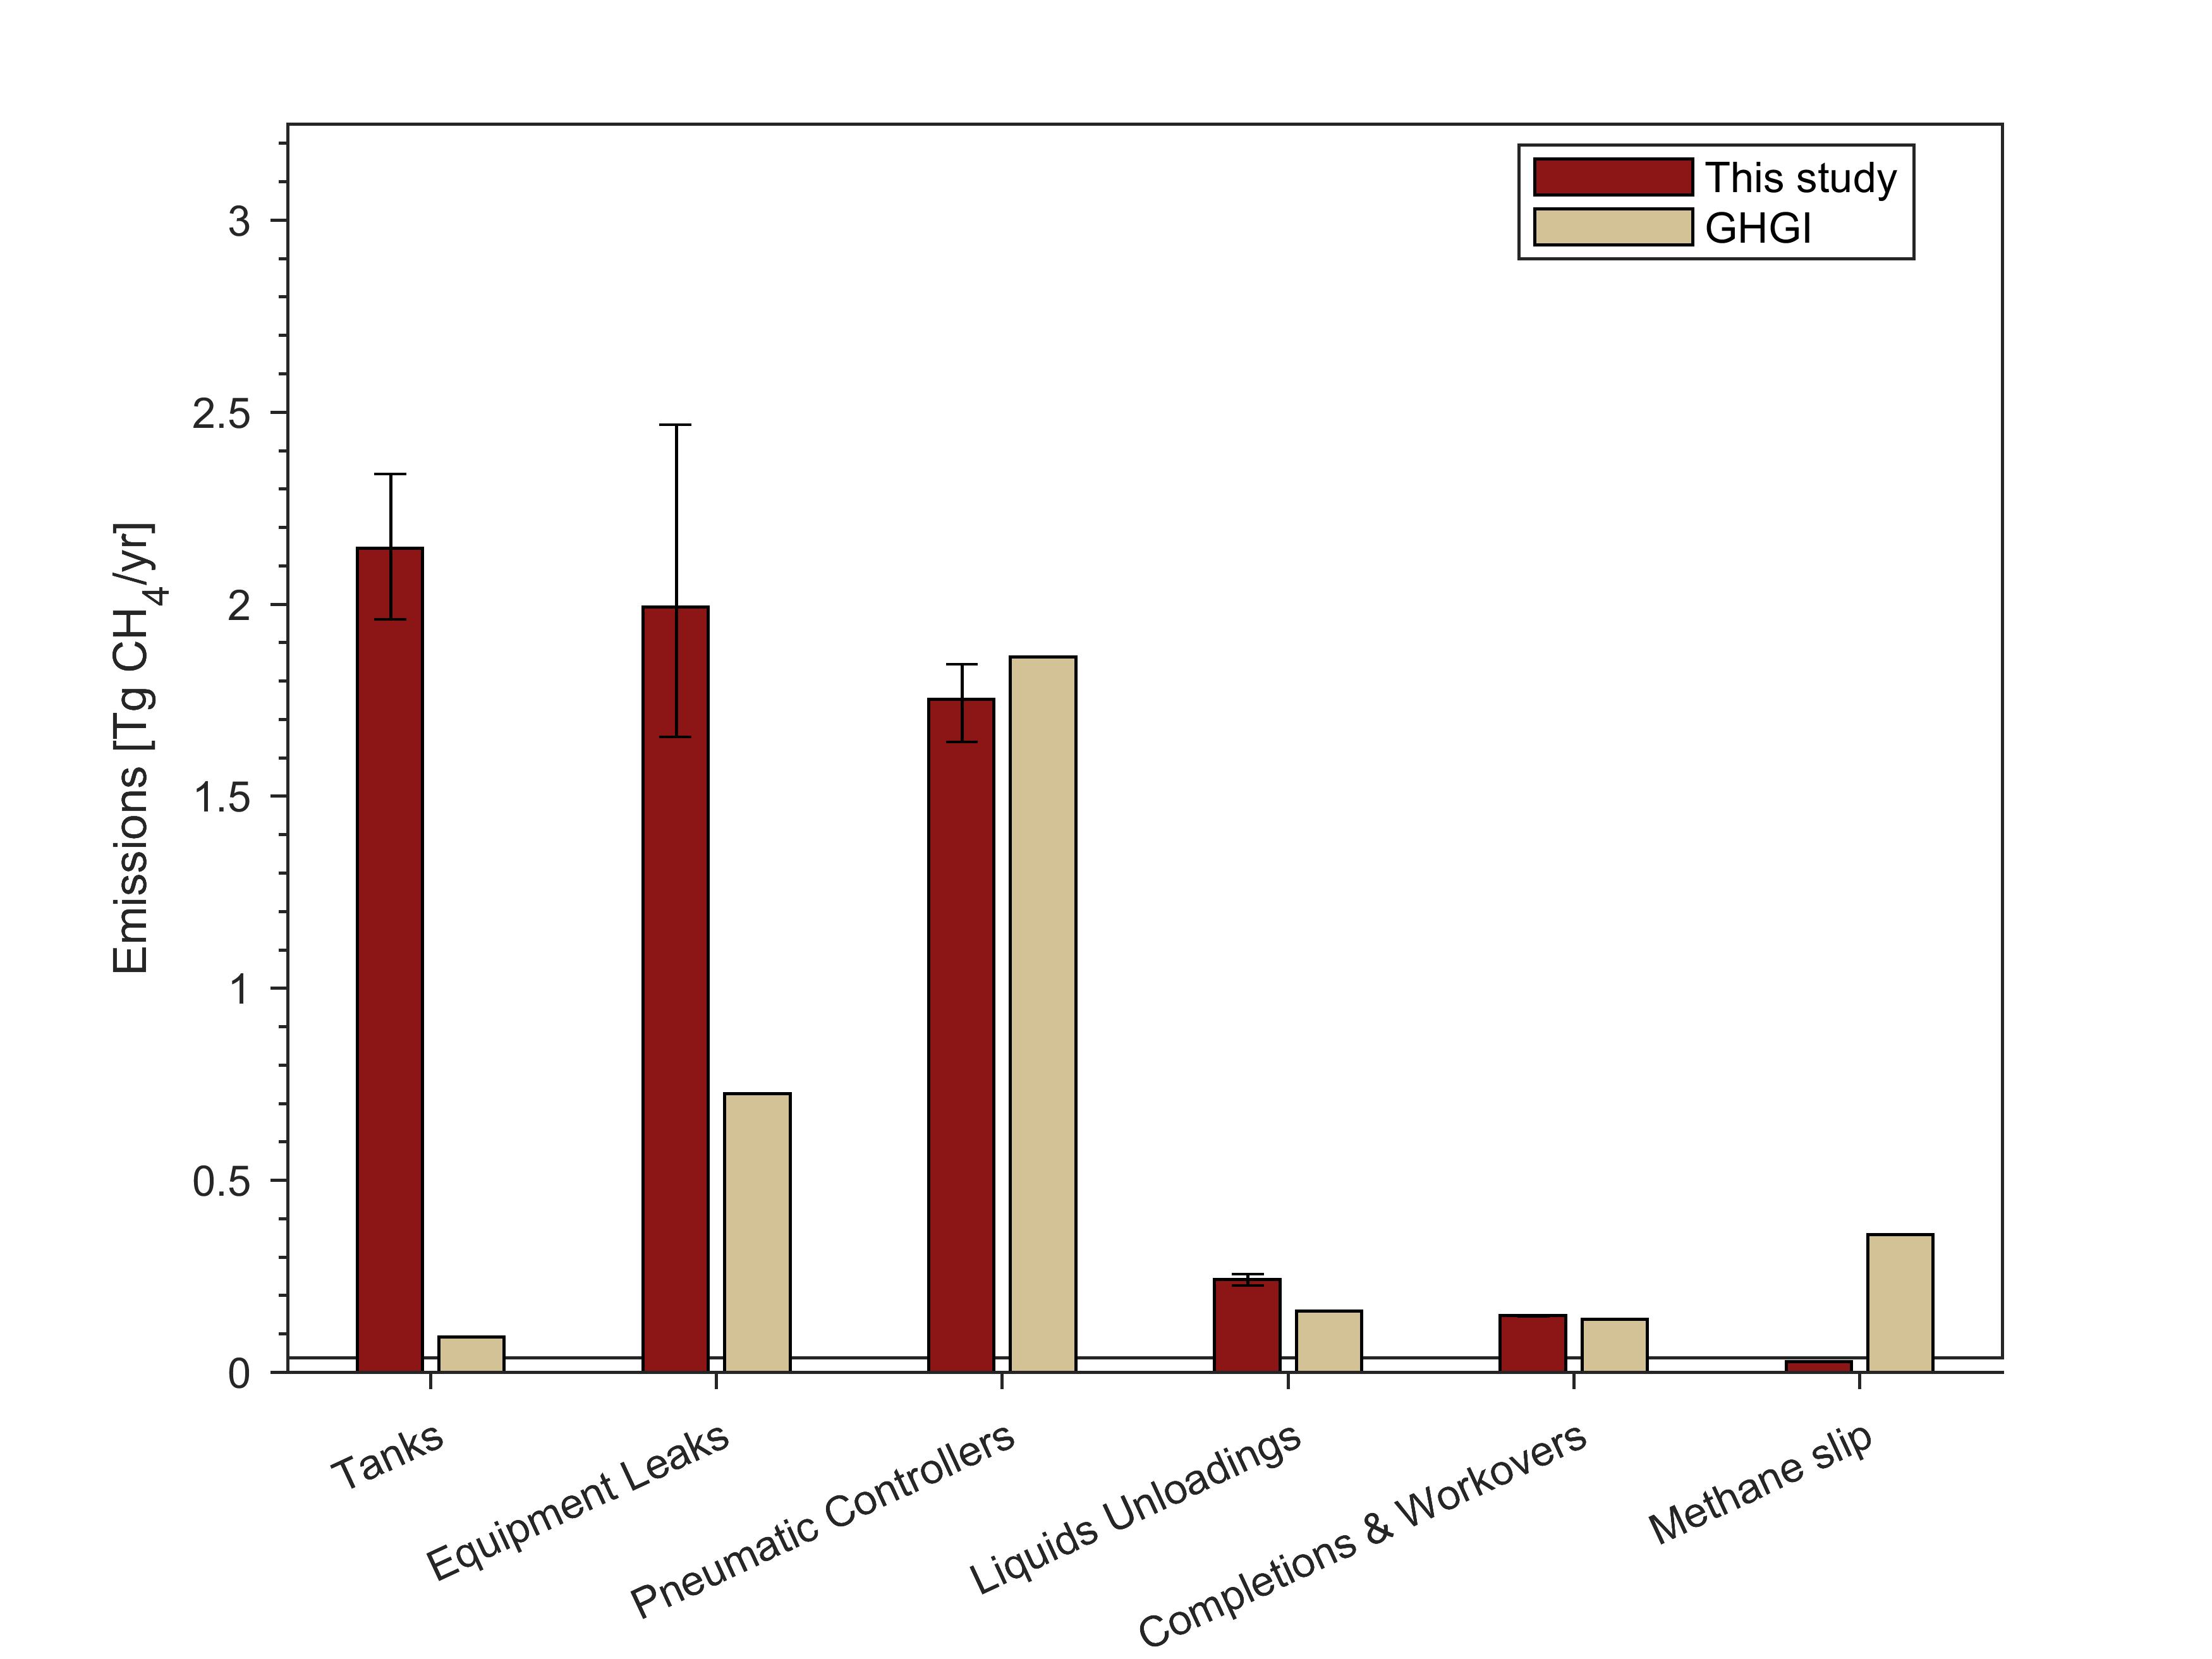 This study
GHGI
Emissions [Tg CH4/yr]
3
2.5
2
1.5
1
0.5
0
Tanks
Equipment Leaks
Pneumatic Controllers
Liquids Unloadings
Completions & Workovers
Methane slip